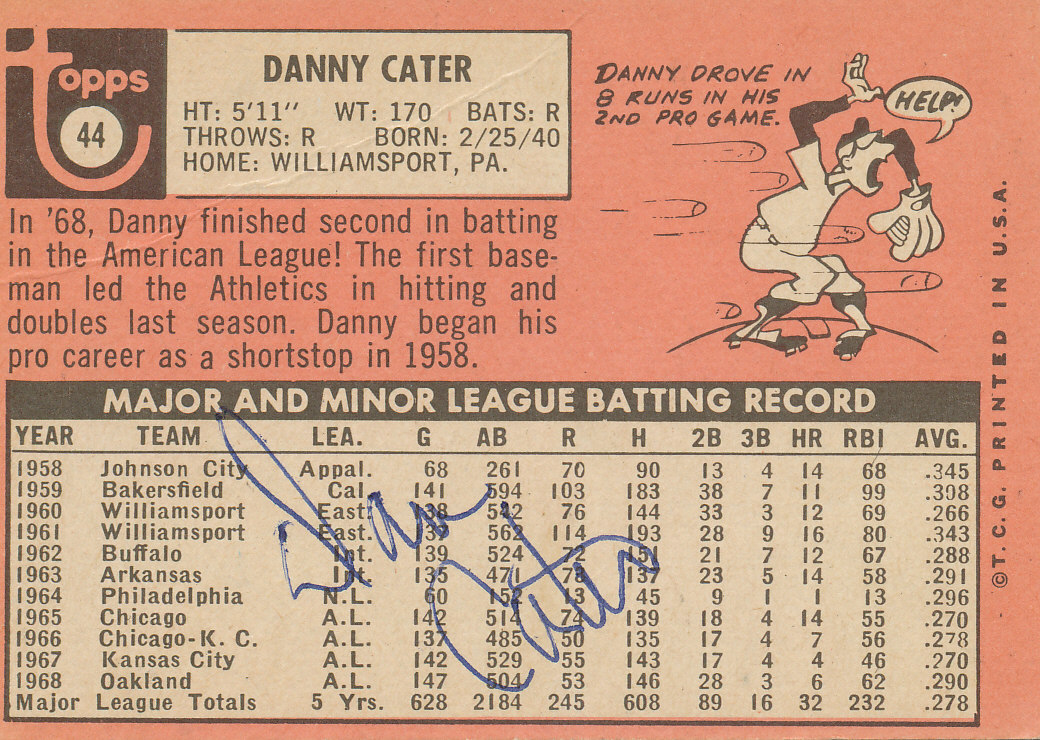 topps
44
DANNY CATER
HT: 5'11" WT: 170 BATS: R
THROWS: R BORN: 2/25/40
HOME: WILLIAMSPORT, PA.
DANNY DROVE IN
8 RUNS IN HIS
2ND PRO GAME.
HELP!
In '68, Danny finished second in batting
in the American League! The first base-
man led the Athletics in hitting and
doubles last season. Danny began his
pro career as a shortstop in 1958.
MAJOR AND MINOR LEAGUE BATTING RECORD
YEAR TEAM LEA. G AB R H 2B 3B HR RBI AVG.
1958 Johnson City Appal. 68 261 70 90 13 4 14 68 .345
1959 Bakersfield Cal. 141 594 103 183 38 7 11 99 .308
1960 Williamsport East. 138 542 76 144 33 3 12 69 .266
1961 Williamsport East. 139 562 114 193 28 9 16 80 .343
1962 Buffalo Int. 139 524 72 151 21 7 12 67 .288
1963 Arkansas Int. 135 471 78 137 23 5 14 58 .291
1964 Philadelphia N.L. 60 152 13 45 9 1 1 13 .296
1965 Chicago A.L. 142 514 74 139 18 4 14 55 .270
1966 Chicago-K. C. A.L. 137 485 50 135 17 4 7 56 .278
1967 Kansas City A.L. 142 529 55 143 17 4 4 46 .270
1968 Oakland A.L. 147 504 53 146 28 3 6 62 .290
Major League Totals 5 Yrs. 628 2184 245 608 89 16 32 232 .278
Dan
Cater
©T.C.G. PRINTED IN U.S.A.